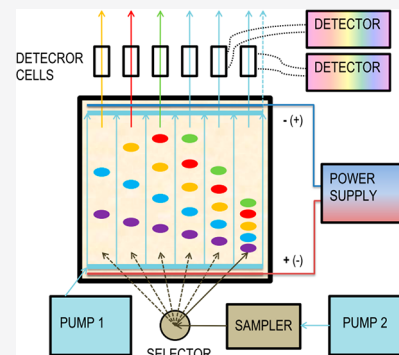 DETECTOR
DETECROR
CELLS
DETECTOR
- (+)
POWER
SUPPLY
+ (-)
PUMP 1
SAMPLER
PUMP 2
SELECTOR